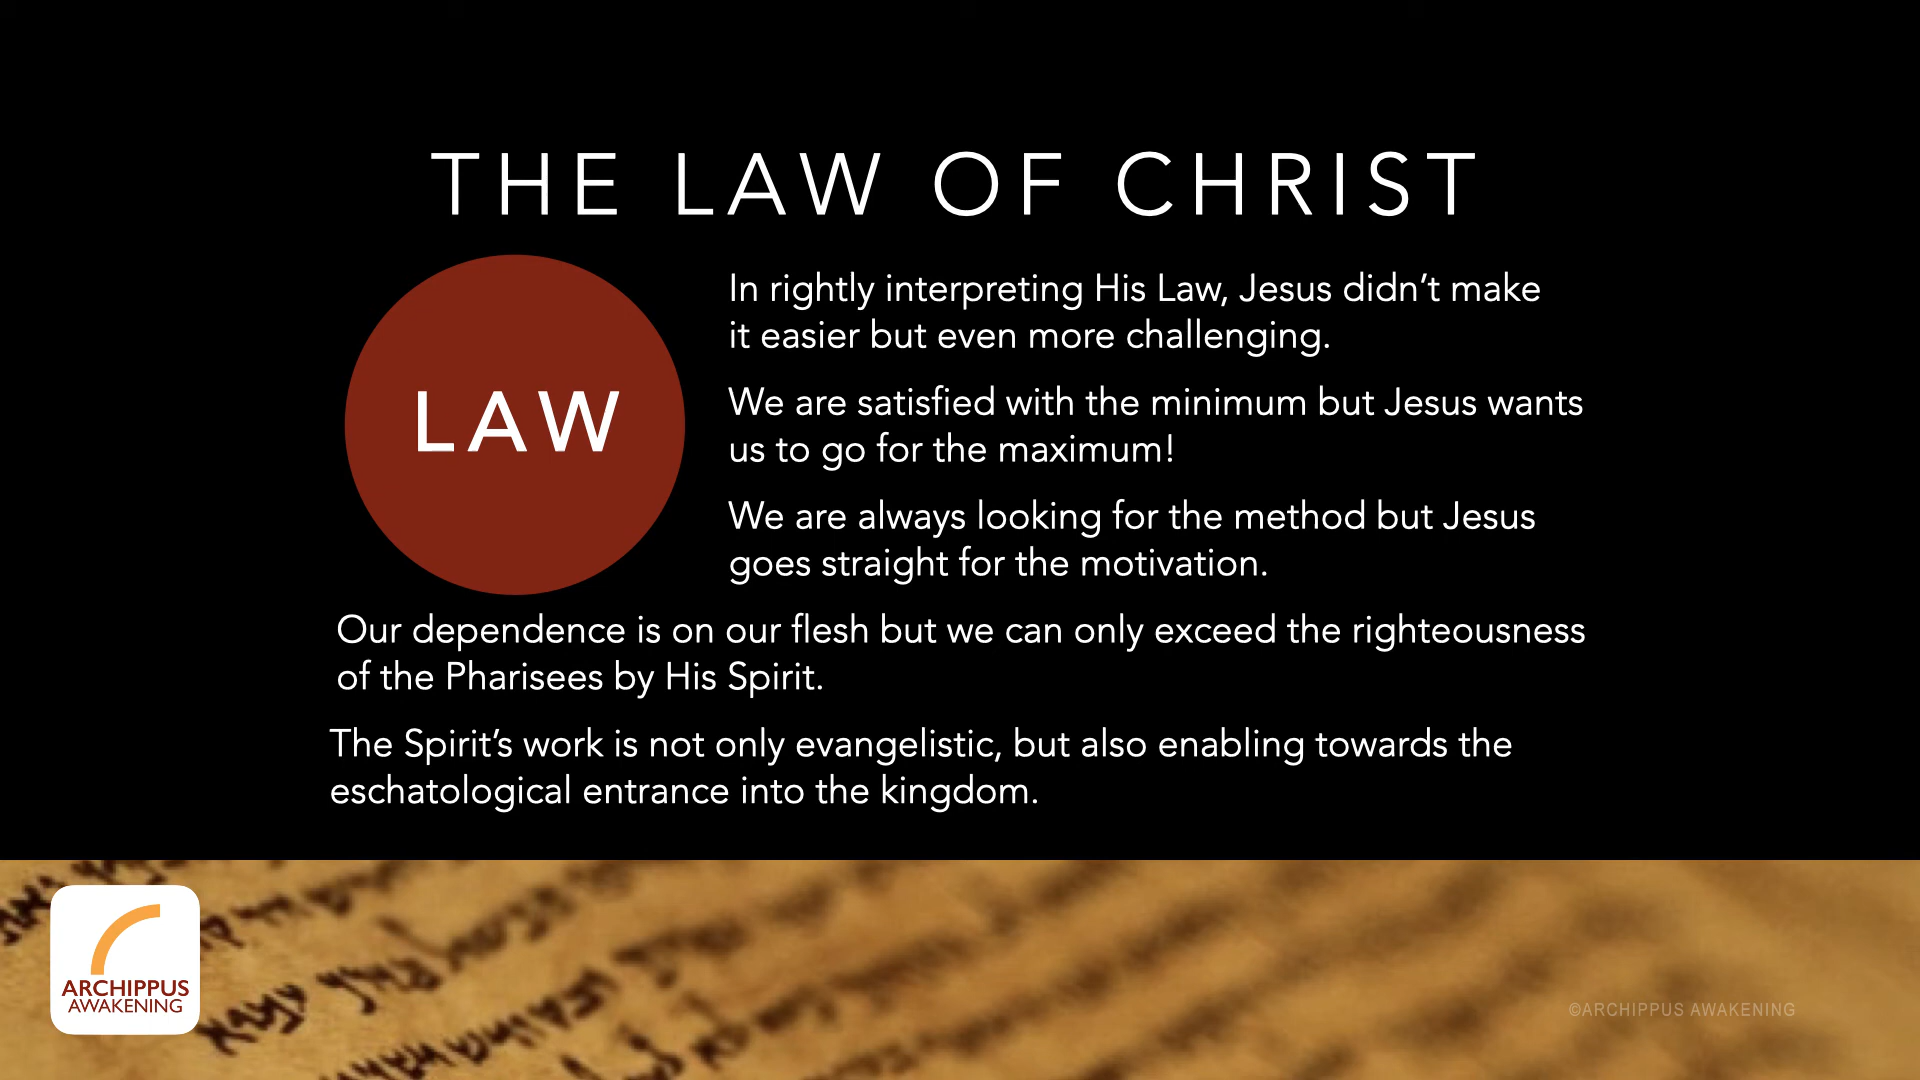 THE LAW OF CHRIST
LAW
In rightly interpreting His Law, Jesus didn’t make
it easier but even more challenging.
We are satisfied with the minimum but Jesus wants
us to go for the maximum!
We are always looking for the method but Jesus
goes straight for the motivation.
Our dependence is on our flesh but we can only exceed the righteousness
of the Pharisees by His Spirit.
The Spirit’s work is not only evangelistic, but also enabling towards the
eschatological entrance into the kingdom.
ARCHIPPUS
AWAKENING
©ARCHIPPUS AWAKENING